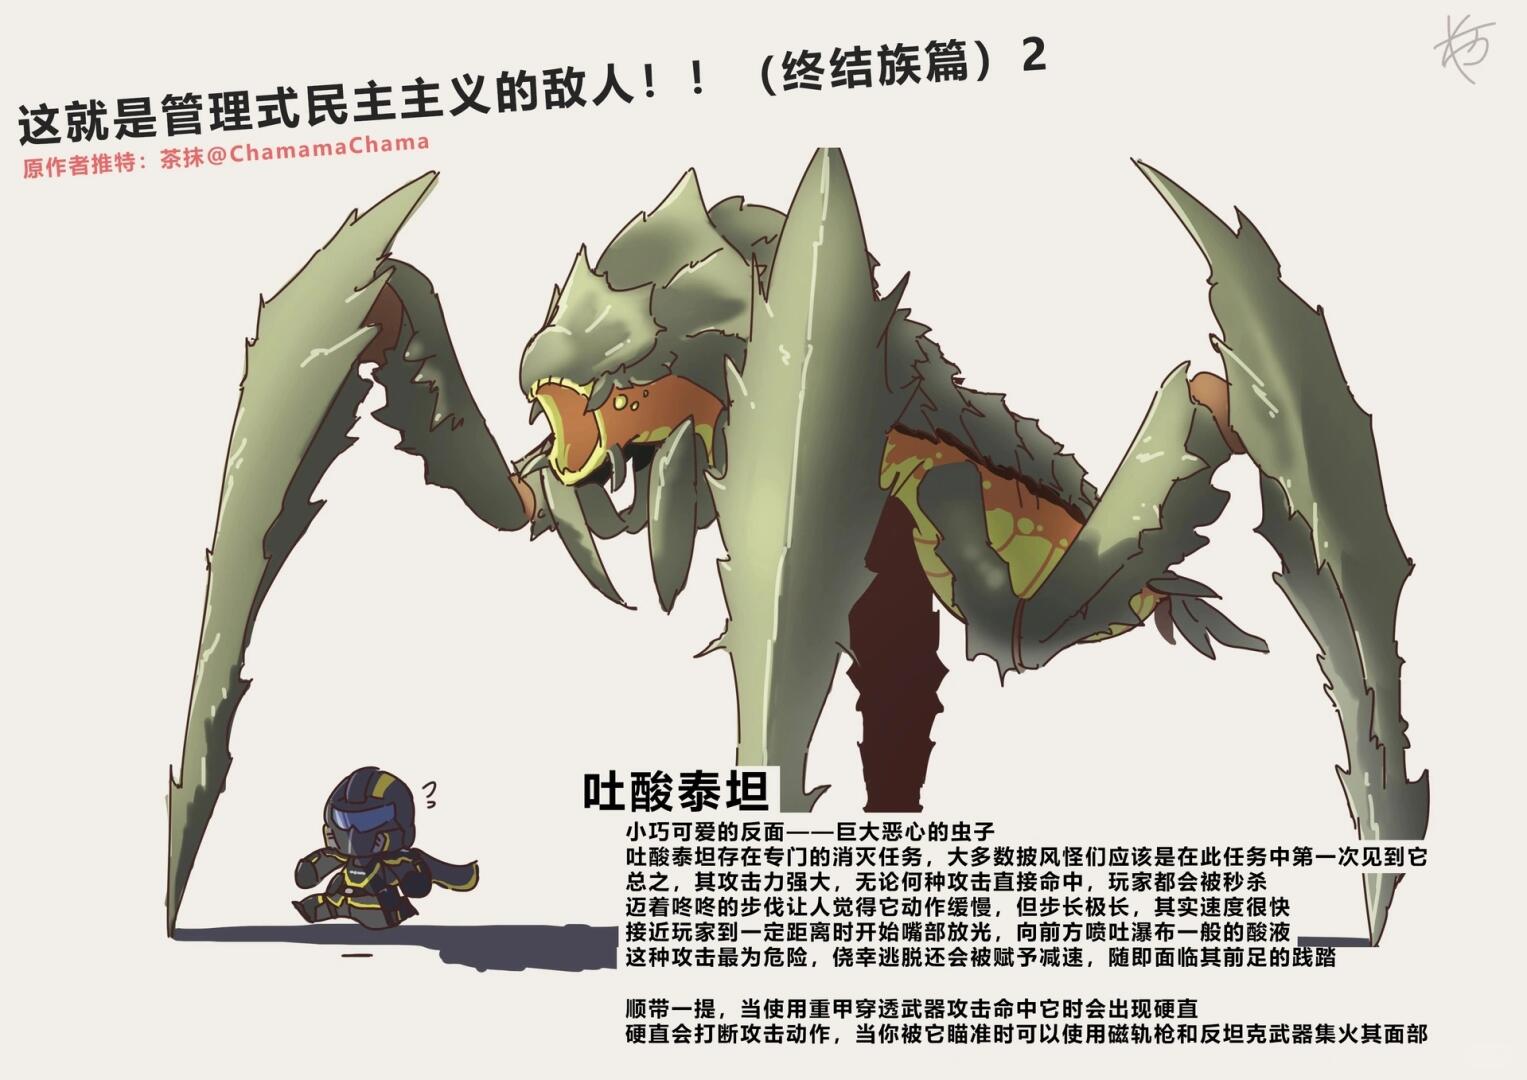 这就是管理式民主主义的敌人！！（终结族篇）2
原作者推特：茶抹@ChamamaChama
吐酸泰坦
小巧可爱的反面——巨大恶心的虫子
吐酸泰坦存在专门的消灭任务，大多数披风怪们应该是在此任务中第一次见到它
总之，其攻击力强大，无论何种攻击直接命中，玩家都会被秒杀
迈着咚咚的步伐让人觉得它动作缓慢，但步长极长，其实速度很快
接近玩家到一定距离时开始嘴部放光，向前方喷吐瀑布一般的酸液
这种攻击最为危险，侥幸逃脱还会被赋予减速，随即面临其前足的践踏
顺带一提，当使用重甲穿透武器攻击命中它时会出现硬直
硬直会打断攻击动作，当你被它瞄准时可以使用磁轨枪和反坦克武器集火其面部